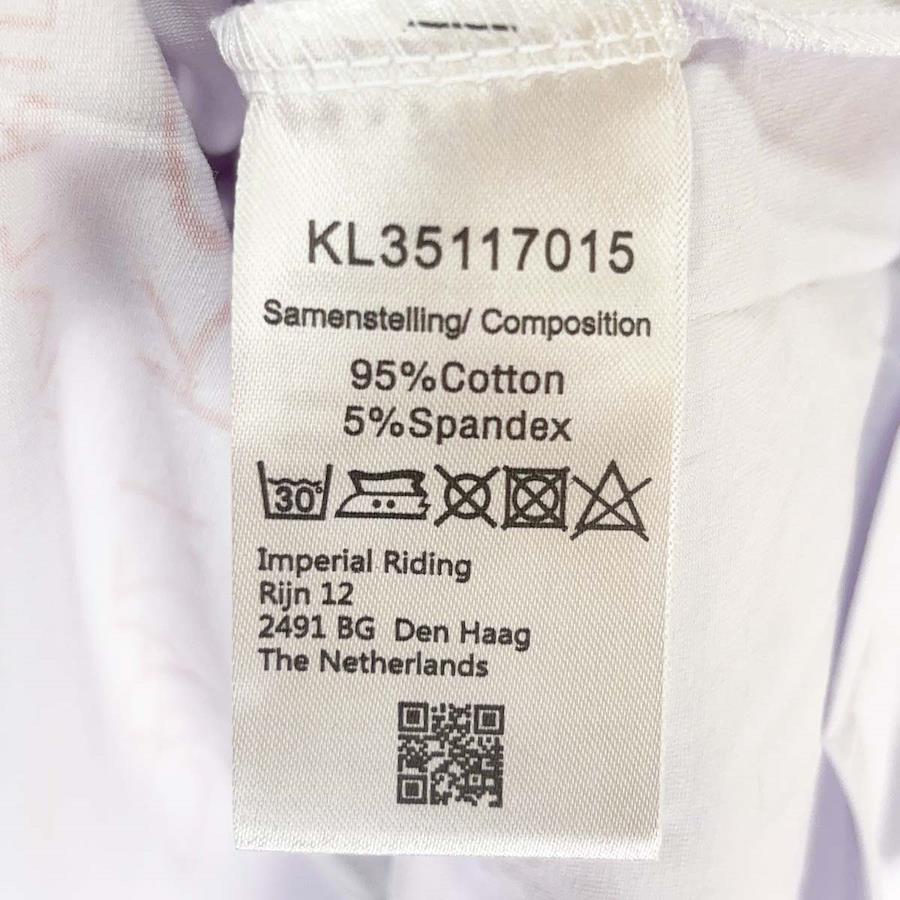 KL35117015
Samenstelling/ Composition
95%Cotton
5%Spandex
30°
Imperial Riding
Rijn 12
2491 BG Den Haag
The Netherlands